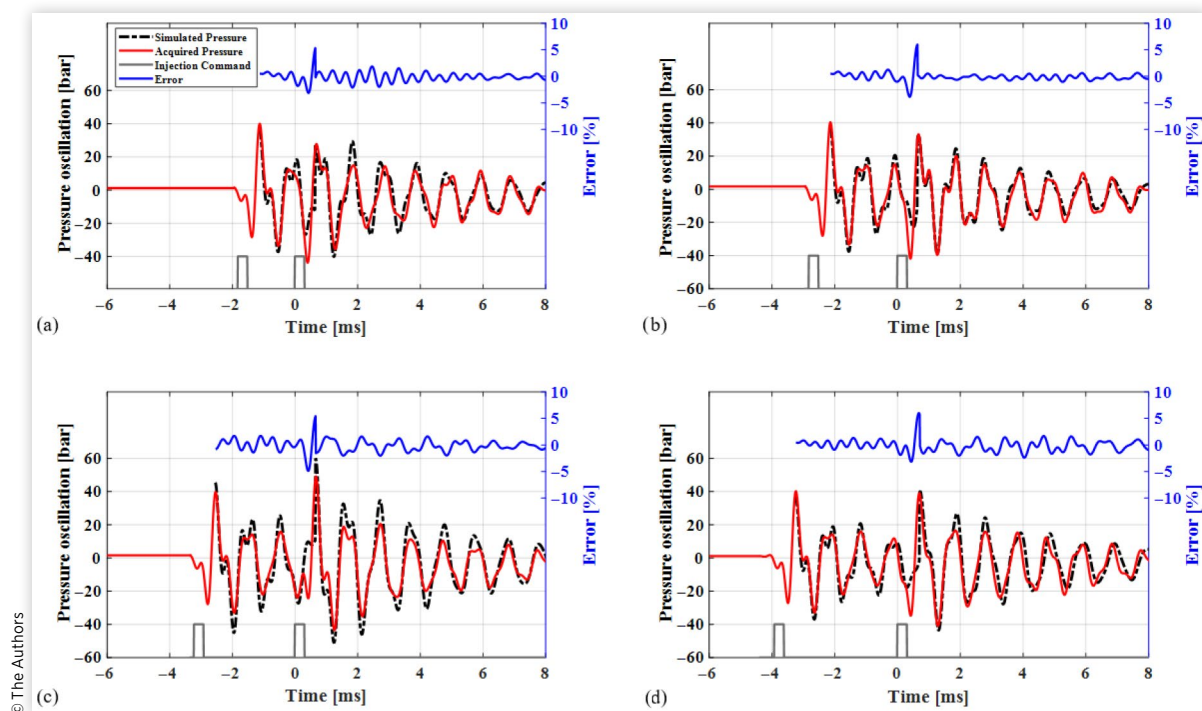 Simulated Pressure
Acquired Pressure
Injection Command
Error
Pressure oscillation [bar]
60
40
20
0
−20
−40
10
5
0
−5
−10
Error [%]
−6 −4 −2 0 2 4 6 8
Time [ms]
(a)
Pressure oscillation [bar]
60
40
20
0
−20
−40
−60
10
5
0
−5
−10
Error [%]
−6 −4 −2 0 2 4 6 8
Time [ms]
(b)
Pressure oscillation [bar]
60
40
20
0
−20
−40
−60
10
5
0
−5
−10
Error [%]
−6 −4 −2 0 2 4 6 8
Time [ms]
(c)
Pressure oscillation [bar]
60
40
20
0
−20
−40
−60
10
5
0
−5
−10
Error [%]
−6 −4 −2 0 2 4 6 8
Time [ms]
(d)
© The Authors